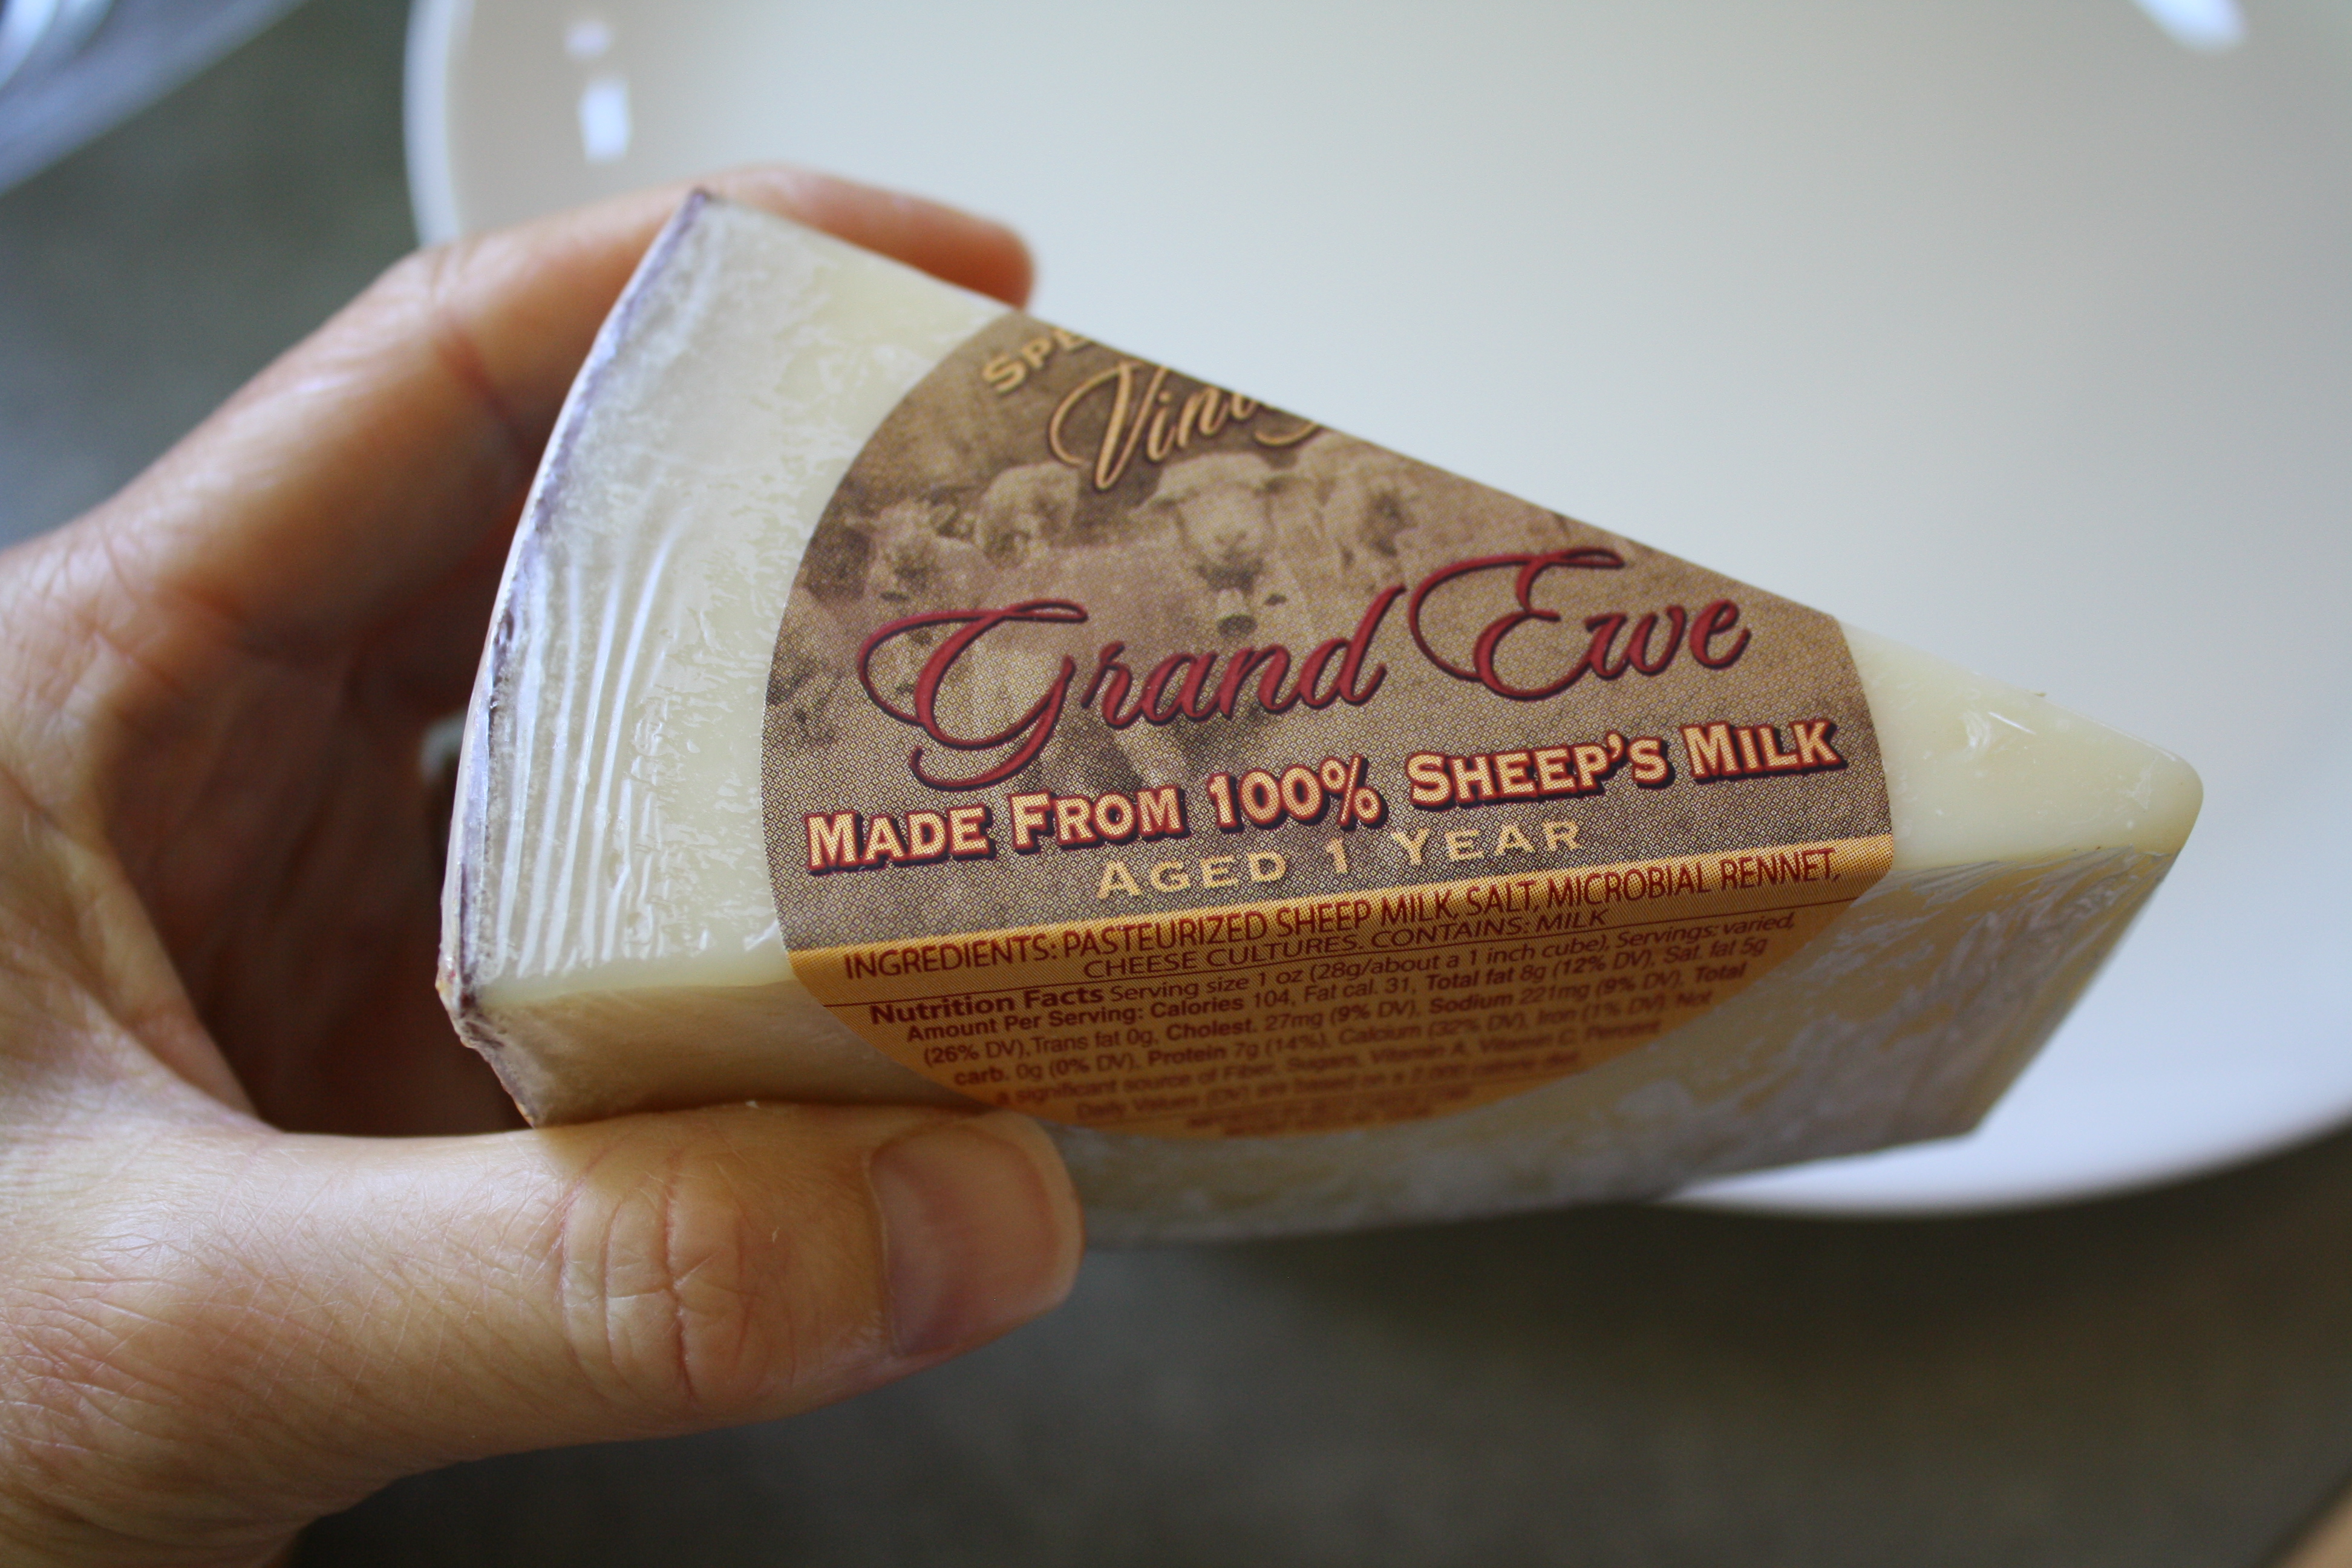 SPE
Vinta
Grand Ewe
MADE FROM 100% SHEEP'S MILK
AGED 1 YEAR
INGREDIENTS: PASTEURIZED SHEEP MILK, SALT, MICROBIAL RENNET,
CHEESE CULTURES. CONTAINS: MILK
Nutrition Facts Serving size 1 oz (28g/about a 1 inch cube), Servings: varied,
Amount Per Serving: Calories 104, Fat cal. 31, Total fat 8g (12% DV), Sat. fat 5g
(26% DV), Trans fat 0g, Cholest. 27mg (9% DV), Sodium 221mg (9% DV), Total
carb. 0g (0% DV), Protein 7g (14%), Calcium (32% DV), Iron (1% DV). Not
a significant source of Fiber, Sugars, Vitamin A, Vitamin C, Percent
Daily Values (DV) are based on a 2,000 calorie diet.